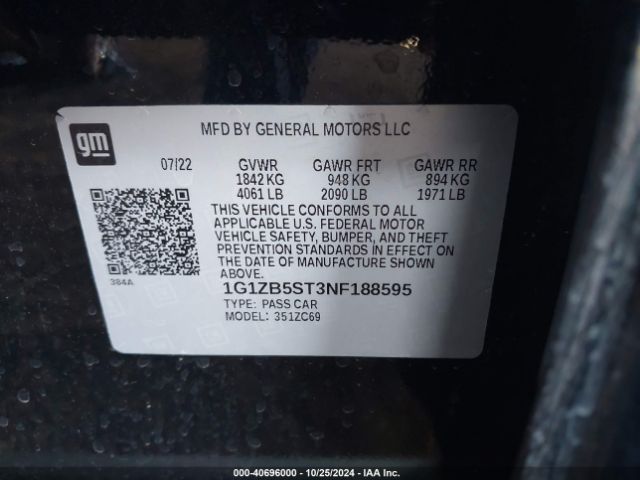 gm
MFD BY GENERAL MOTORS LLC
07/22 GVWR GAWR FRT GAWR RR
1842 KG 948 KG 894 KG
4061 LB 2090 LB 1971 LB
THIS VEHICLE CONFORMS TO ALL
APPLICABLE U.S. FEDERAL MOTOR
VEHICLE SAFETY, BUMPER, AND THEFT
PREVENTION STANDARDS IN EFFECT ON
THE DATE OF MANUFACTURE SHOWN
ABOVE.
384A
1G1ZB5ST3NF188595
TYPE: PASS CAR
MODEL: 351ZC69
000-40696000 - 10/25/2024 - IAA Inc.